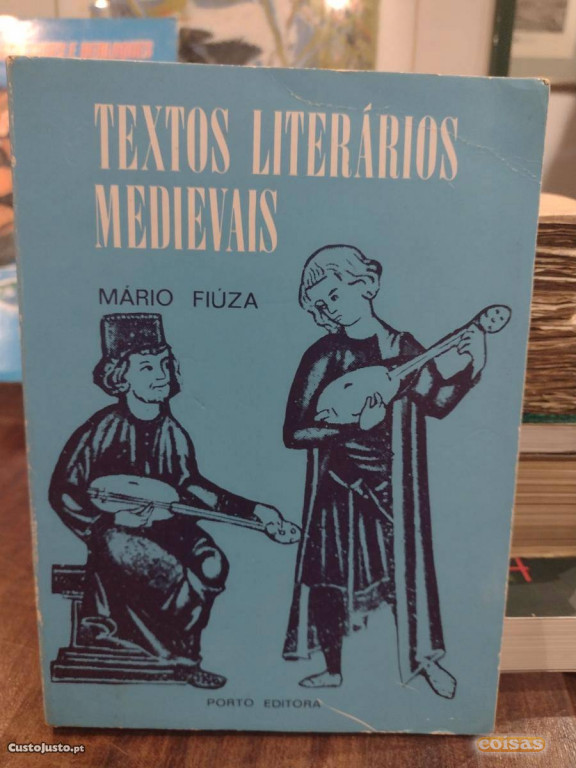 TEXTOS LITERÁRIOS
MEDIEVAIS
MÁRIO FIÚZA
PORTO EDITORA
CustoJusto.pt
coisas